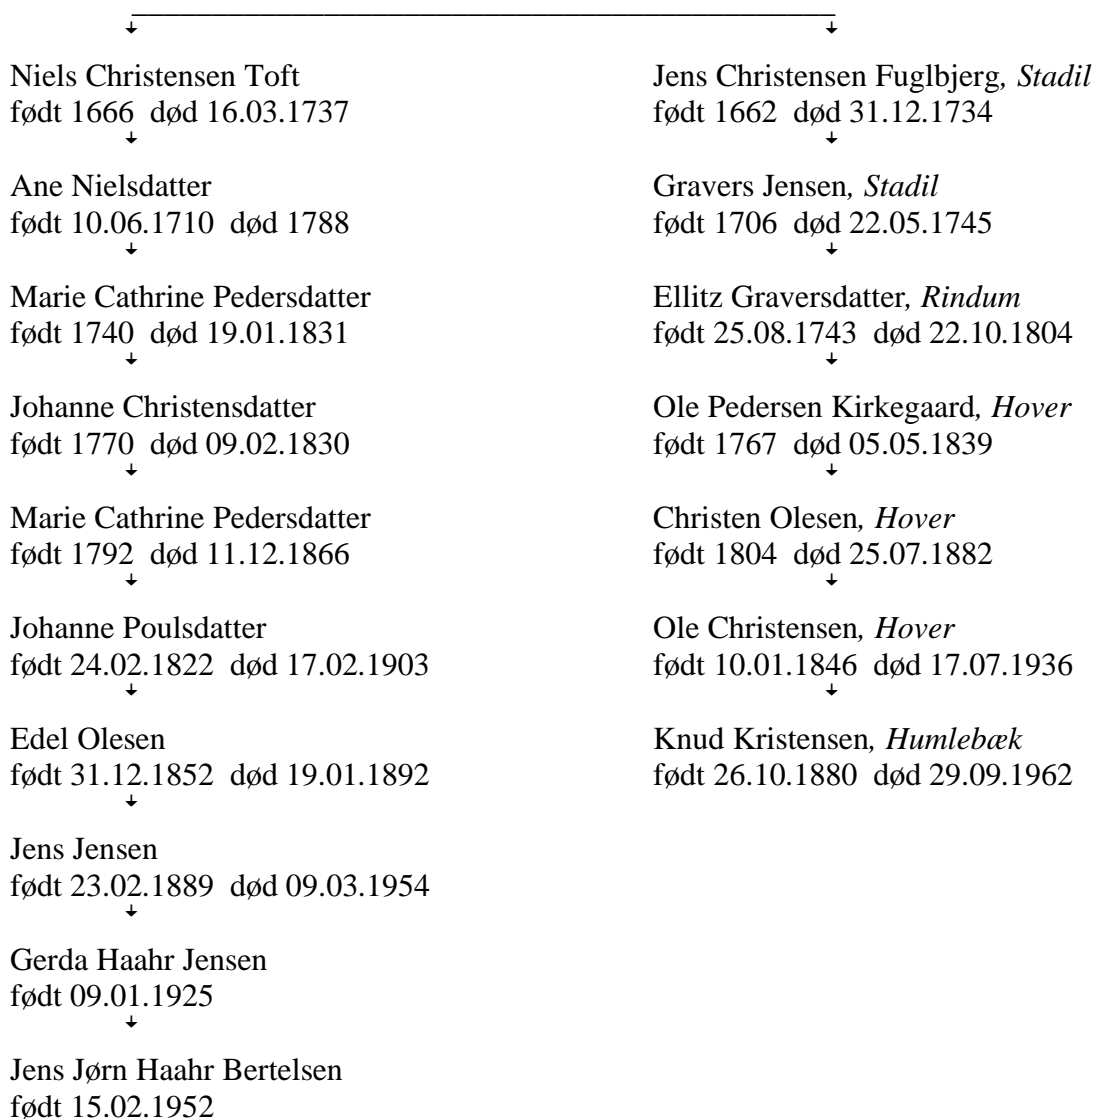 Niels Christensen Toft
født 1666 død 16.03.1737
Ane Nielsdatter
født 10.06.1710 død 1788
Marie Cathrine Pedersdatter
født 1740 død 19.01.1831
Johanne Christensdatter
født 1770 død 09.02.1830
Marie Cathrine Pedersdatter
født 1792 død 11.12.1866
Johanne Poulsdatter
født 24.02.1822 død 17.02.1903
Edel Olesen
født 31.12.1852 død 19.01.1892
Jens Jensen
født 23.02.1889 død 09.03.1954
Gerda Haahr Jensen
født 09.01.1925
Jens Jørn Haahr Bertelsen
født 15.02.1952
Jens Christensen Fuglbjerg, Stadil
født 1662 død 31.12.1734
Gravers Jensen, Stadil
født 1706 død 22.05.1745
Ellitz Graversdatter, Rindum
født 25.08.1743 død 22.10.1804
Ole Pedersen Kirkegaard, Hover
født 1767 død 05.05.1839
Christen Olesen, Hover
født 1804 død 25.07.1882
Ole Christensen, Hover
født 10.01.1846 død 17.07.1936
Knud Kristensen, Humlebæk
født 26.10.1880 død 29.09.1962